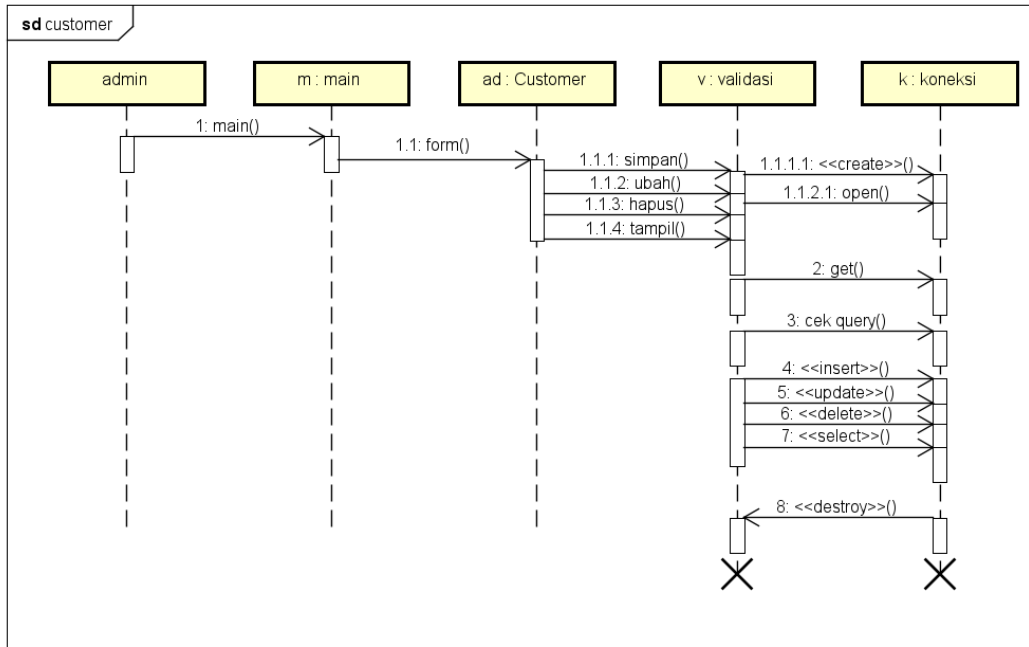 sd customer
admin
m : main
ad : Customer
v : validasi
k : koneksi
1: main()
1.1: form()
1.1.1: simpan()
1.1.1.1: <<create>>()
1.1.2: ubah()
1.1.2.1: open()
1.1.3: hapus()
1.1.4: tampil()
2: get()
3: cek query()
4: <<insert>>()
5: <<update>>()
6: <<delete>>()
7: <<select>>()
8: <<destroy>>()